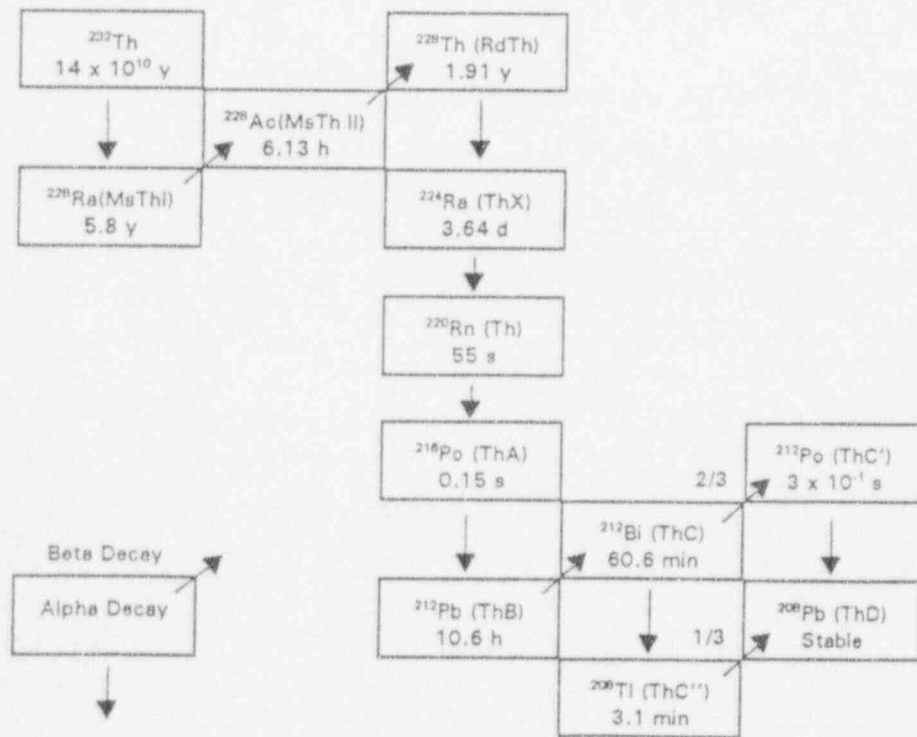 ²³²Th
14 x 10¹⁰ y
²²⁸Th (RdTh)
1.91 y
²²⁸Ac(MsTh II)
6.13 h
²²⁸Ra(MsThI)
5.8 y
²²⁴Ra (ThX)
3.64 d
²²⁰Rn (Th)
55 s
²¹⁶Po (ThA)
0.15 s
2/3
²¹²Po (ThC')
3 x 10⁻¹ s
²¹²Bi (ThC)
60.6 min
Beta Decay
Alpha Decay
²¹²Pb (ThB)
10.6 h
1/3
²⁰⁸Pb (ThD)
Stable
²⁰⁸Tl (ThC'')
3.1 min